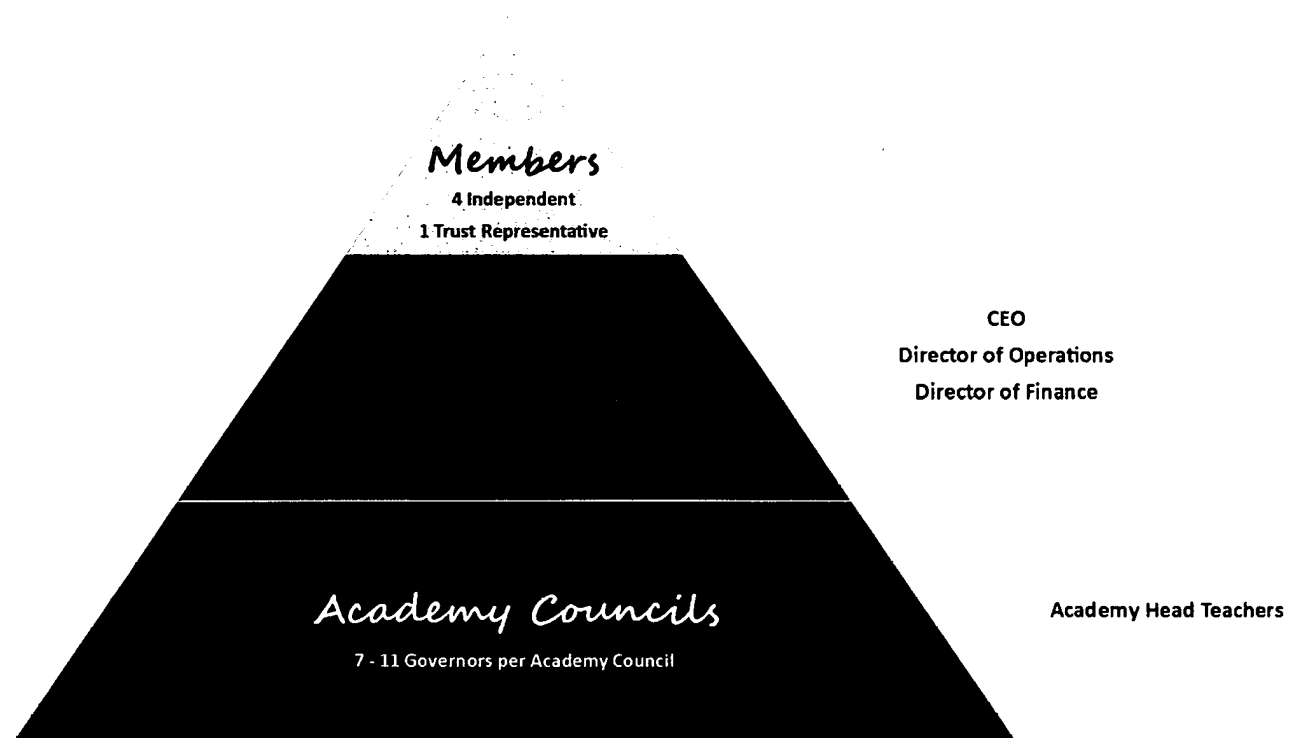 Members
4 Independent
1 Trust Representative
CEO
Director of Operations
Director of Finance
Academy Councils
7 - 11 Governors per Academy Council
Academy Head Teachers